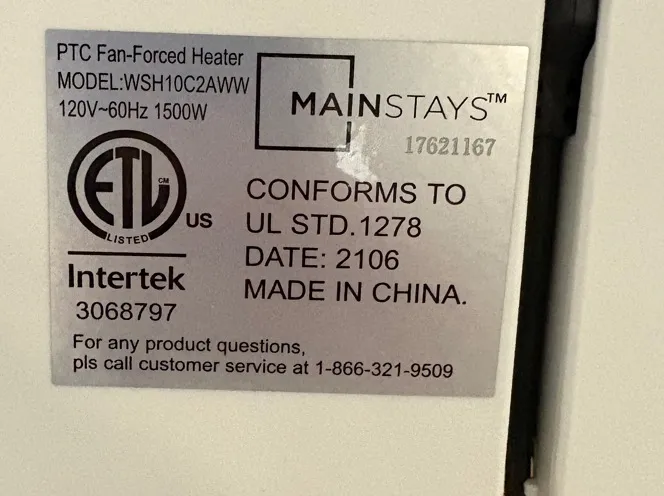 PTC Fan-Forced Heater
MODEL:WSH10C2AWW
120V~60Hz 1500W
MAINSTAYS™
17621167
ETL
CM
LISTED
US
Intertek
3068797
CONFORMS TO
UL STD.1278
DATE: 2106
MADE IN CHINA.
For any product questions,
pls call customer service at 1-866-321-9509